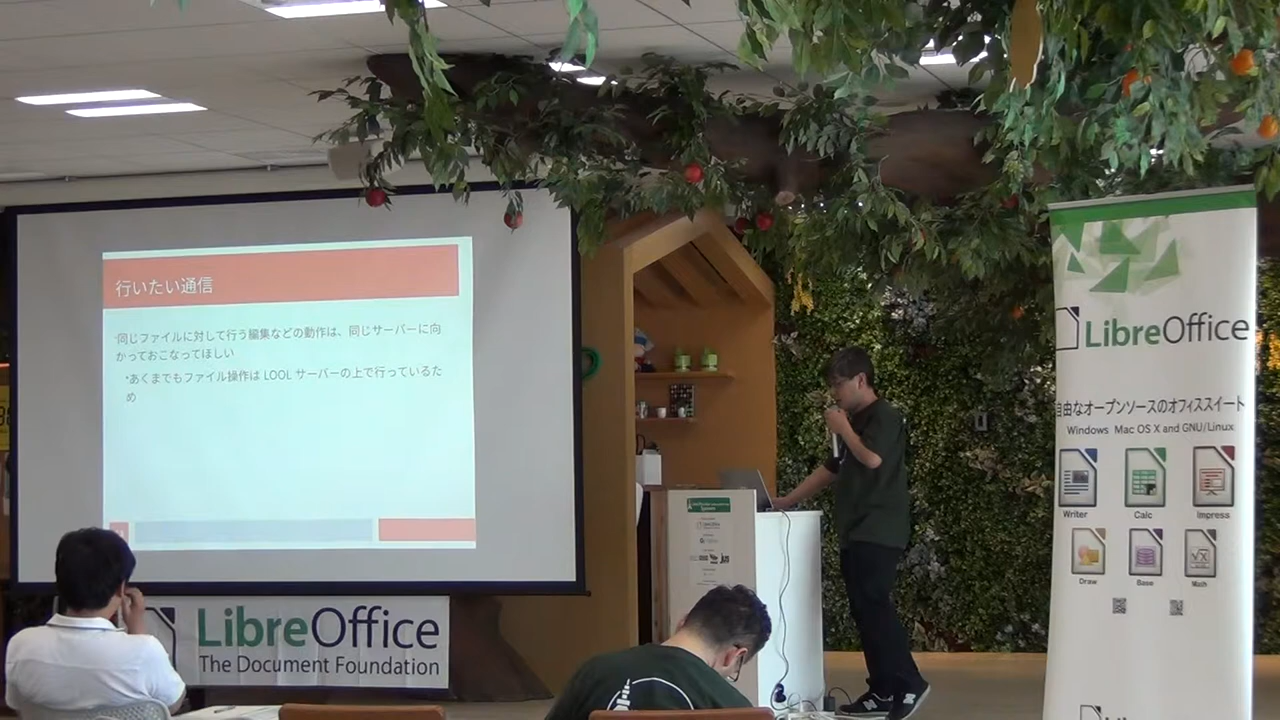 行いたい通信
同じファイルに対して行う編集などの動作は、同じサーバーに向
かっておこなってほしい
あくまでもファイル操作は LOOL サーバーの上で行っているた
め
LibreOffice
The Document Foundation
LibreOffice
自由なオープンソースのオフィススイート
Windows Mac OS X and GNU/Linux
Writer Calc Impress
Draw Base Math